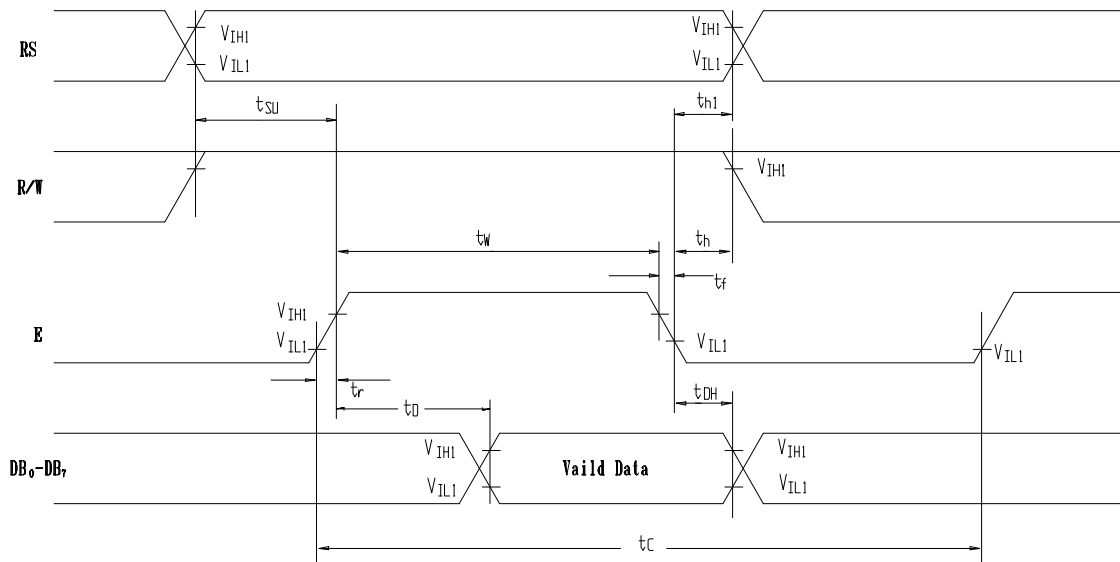 VIH1
VIH1
RS
VIL1
VIL1
tSU
th1
R/W
VIH1
tW
th
tf
VIH1
E
VIL1
VIL1
VIL1
tr
tD
tDH
VIH1
VIH1
DB0-DB7
Vaild Data
VIL1
VIL1
tC